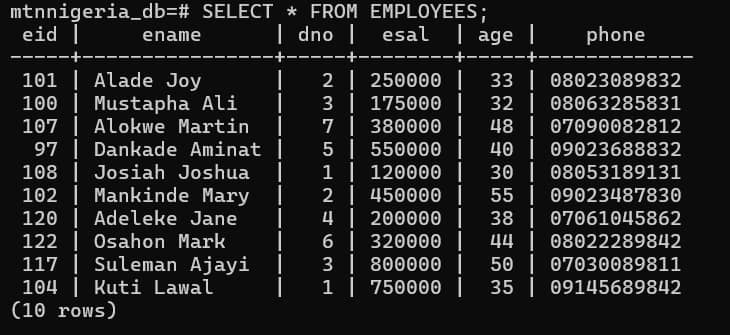 mtnnigeria_db=# SELECT * FROM EMPLOYEES;
 eid |     ename      | dno |  esal  | age |    phone
-----+----------------+-----+--------+-----+-------------
 101 | Alade Joy      |   2 | 250000 |  33 | 08023089832
 100 | Mustapha Ali   |   3 | 175000 |  32 | 08063285831
 107 | Alokwe Martin  |   7 | 380000 |  48 | 07090082812
  97 | Dankade Aminat |   5 | 550000 |  40 | 09023688832
 108 | Josiah Joshua  |   1 | 120000 |  30 | 08053189131
 102 | Mankinde Mary  |   2 | 450000 |  55 | 09023487830
 120 | Adeleke Jane   |   4 | 200000 |  38 | 07061045862
 122 | Osahon Mark    |   6 | 320000 |  44 | 08022289842
 117 | Suleman Ajayi  |   3 | 800000 |  50 | 07030089811
 104 | Kuti Lawal     |   1 | 750000 |  35 | 09145689842
(10 rows)